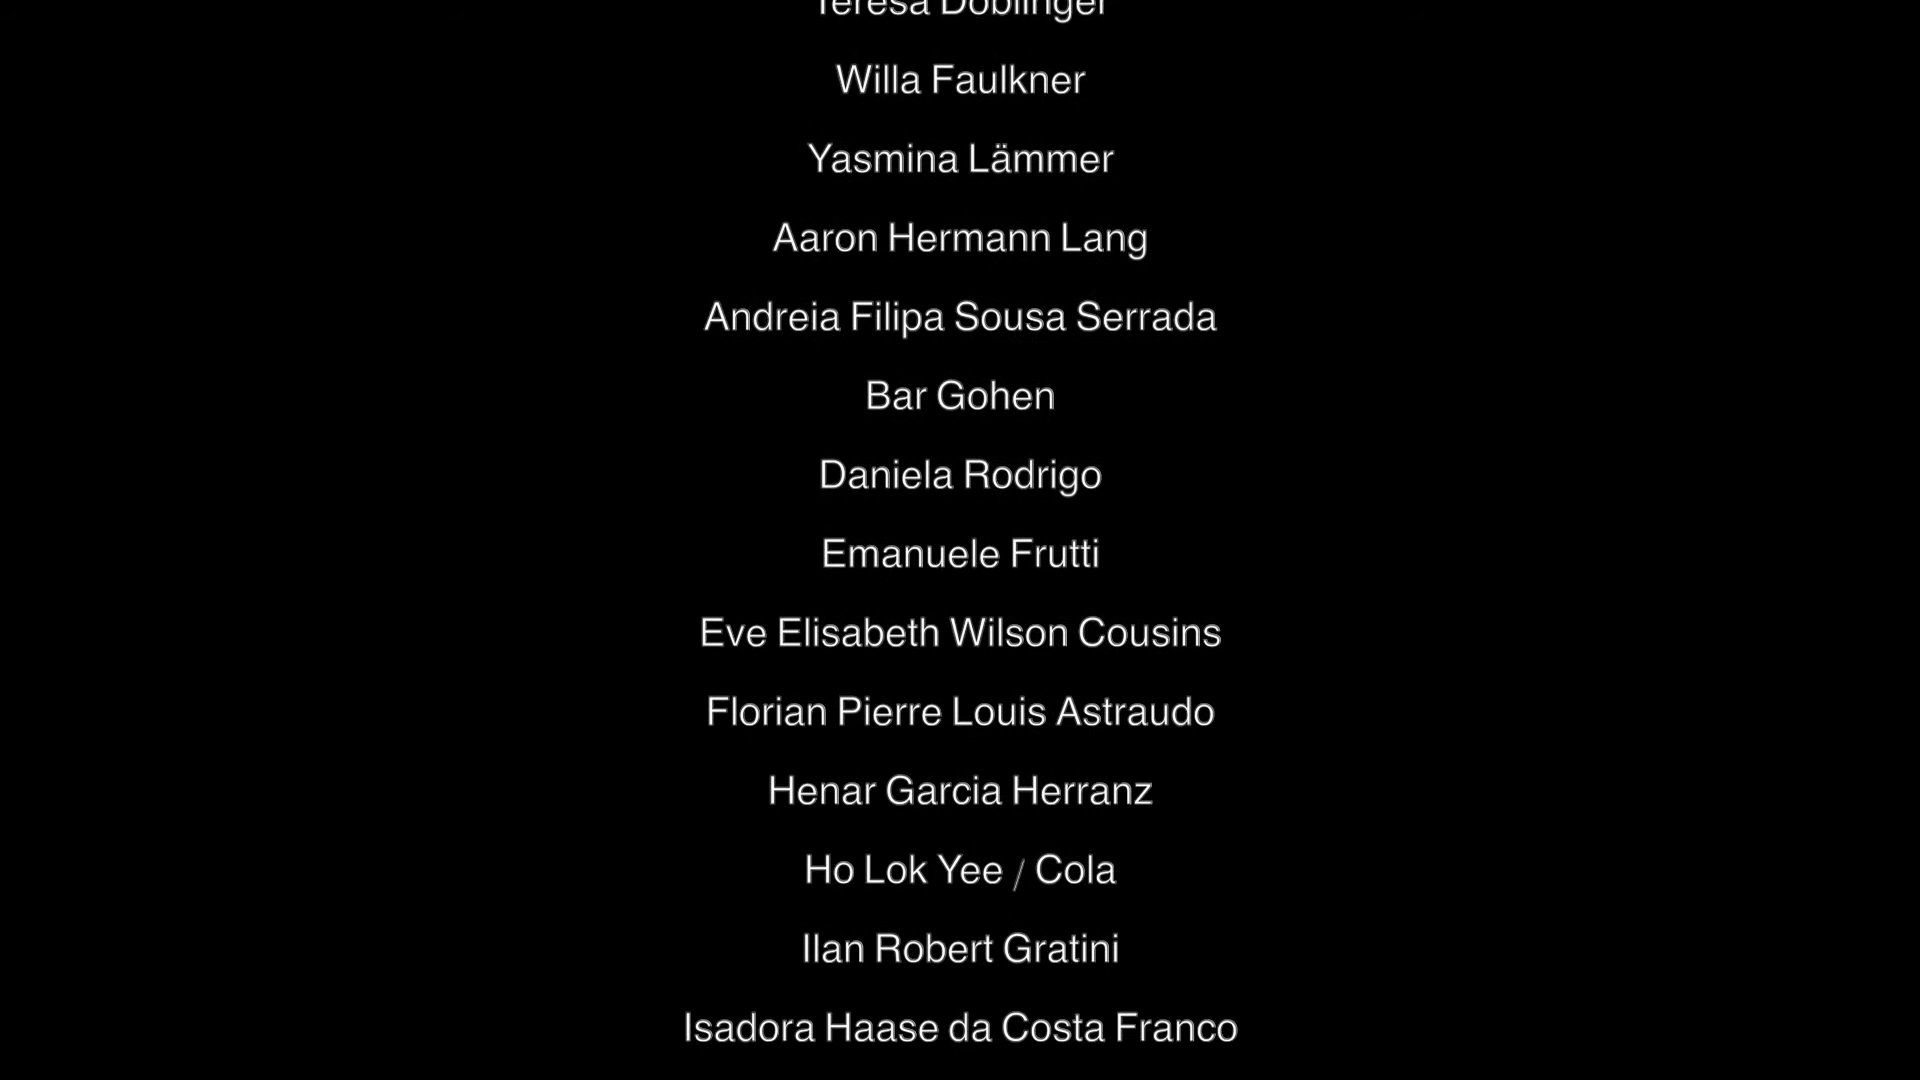 Teresa Doblinger
Willa Faulkner
Yasmina Lämmer
Aaron Hermann Lang
Andreia Filipa Sousa Serrada
Bar Gohen
Daniela Rodrigo
Emanuele Frutti
Eve Elisabeth Wilson Cousins
Florian Pierre Louis Astraudo
Henar Garcia Herranz
Ho Lok Yee / Cola
Ilan Robert Gratini
Isadora Haase da Costa Franco